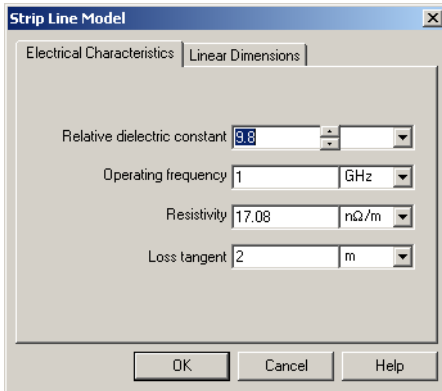 Strip Line Model
Electrical Characteristics Linear Dimensions
Relative dielectric constant 9.8
Operating frequency 1 GHz
Resistivity 17.08 nΩ/m
Loss tangent 2 m
OK Cancel Help